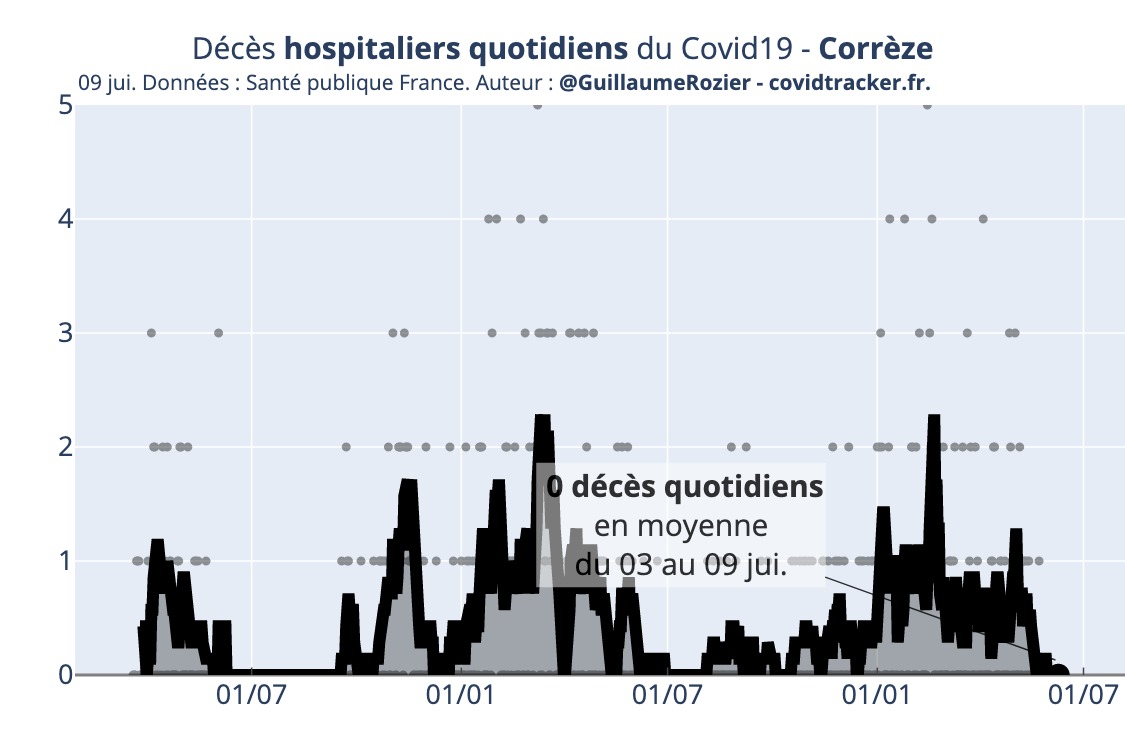 Décès hospitaliers quotidiens du Covid19 - Corrèze
09 jui. Données : Santé publique France. Auteur : @GuillaumeRozier - covidtracker.fr.
5
4
3
2
1
0
0 décès quotidiens
en moyenne
du 03 au 09 jui.
01/07 01/01 01/07 01/01 01/07